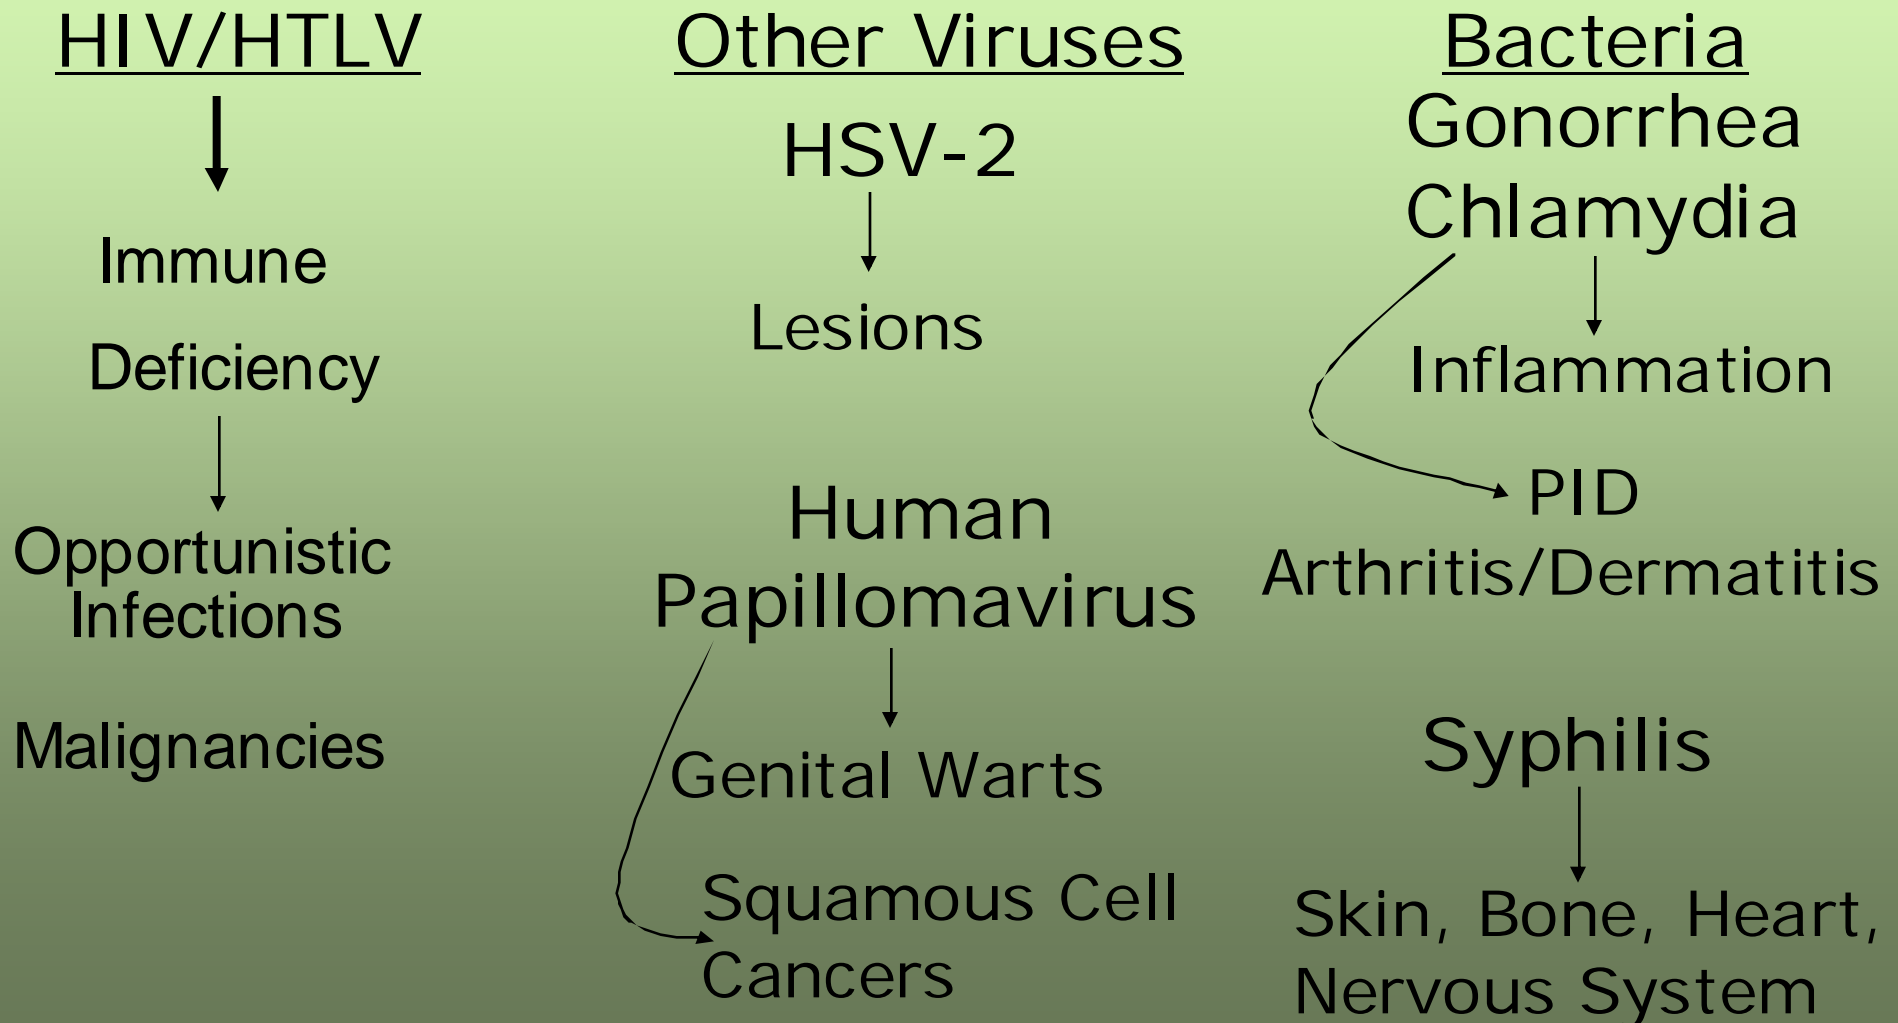 HIV/HTLV
Immune
Deficiency
Opportunistic
Infections
Malignancies
Other Viruses
HSV-2
Lesions
Human
Papillomavirus
Genital Warts
Squamous Cell
Cancers
Bacteria
Gonorrhea
Chlamydia
Inflammation
PID
Arthritis/Dermatitis
Syphilis
Skin, Bone, Heart,
Nervous System